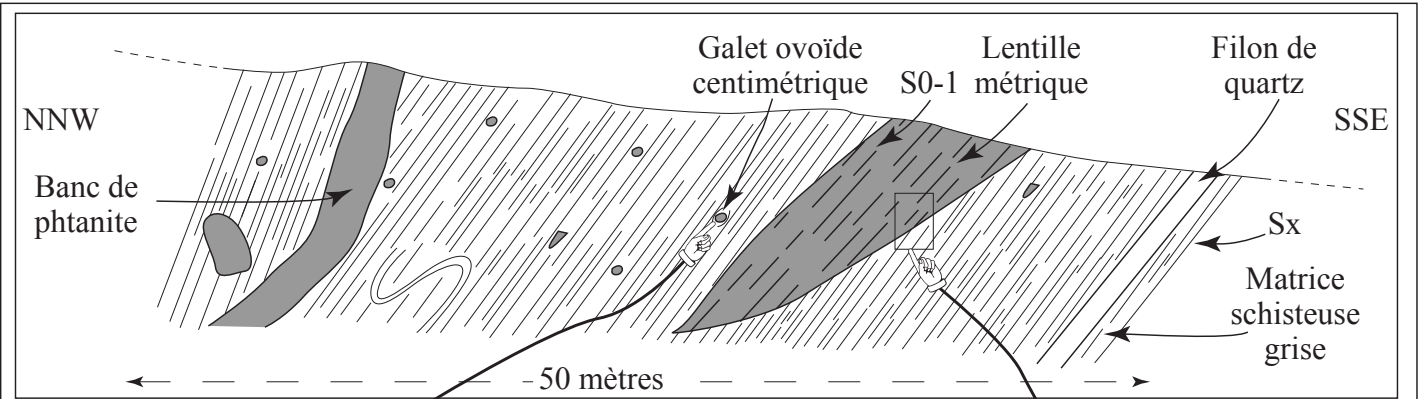 Galet ovoïde
centimétrique
S0-1
Lentille
métrique
Filon de
quartz
NNW
SSE
Banc de
phtanite
Sx
Matrice
schisteuse
grise
50 mètres